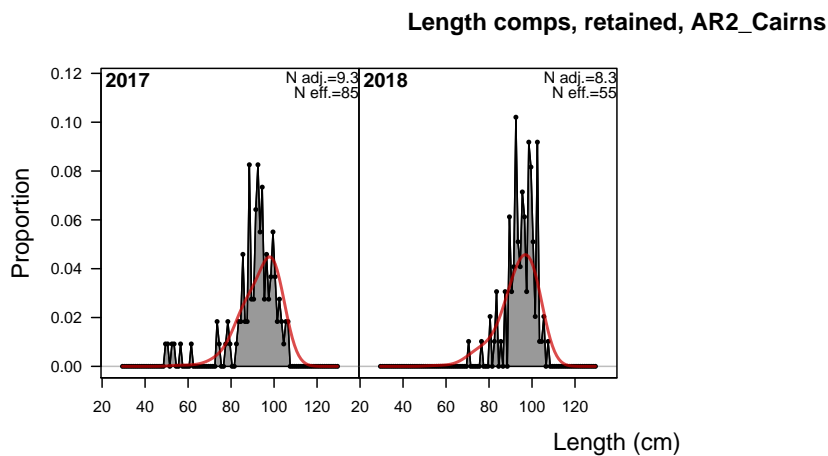 Length comps, retained, AR2_Cairns
2017 N adj.=9.3 N eff.=85
2018 N adj.=8.3 N eff.=55
0.12
0.10
0.08
0.06
0.04
0.02
0.00
Proportion
20 40 60 80 100 120 20 40 60 80 100 120
Length (cm)